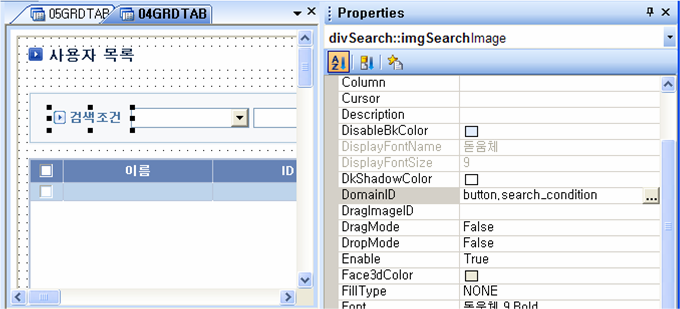 05GRDTAB
04GRDTAB
사용자 목록
검색조건
이름
ID
Properties
divSearch::imgSearchImage
Column
Cursor
Description
DisableBkColor
DisplayFontName 돋움체
DisplayFontSize 9
DkShadowColor
DomainID button,search_condition ...
DragImageID
DragMode False
DropMode False
Enable True
Face3dColor
FillType NONE
Font 돋움체,9,Bold